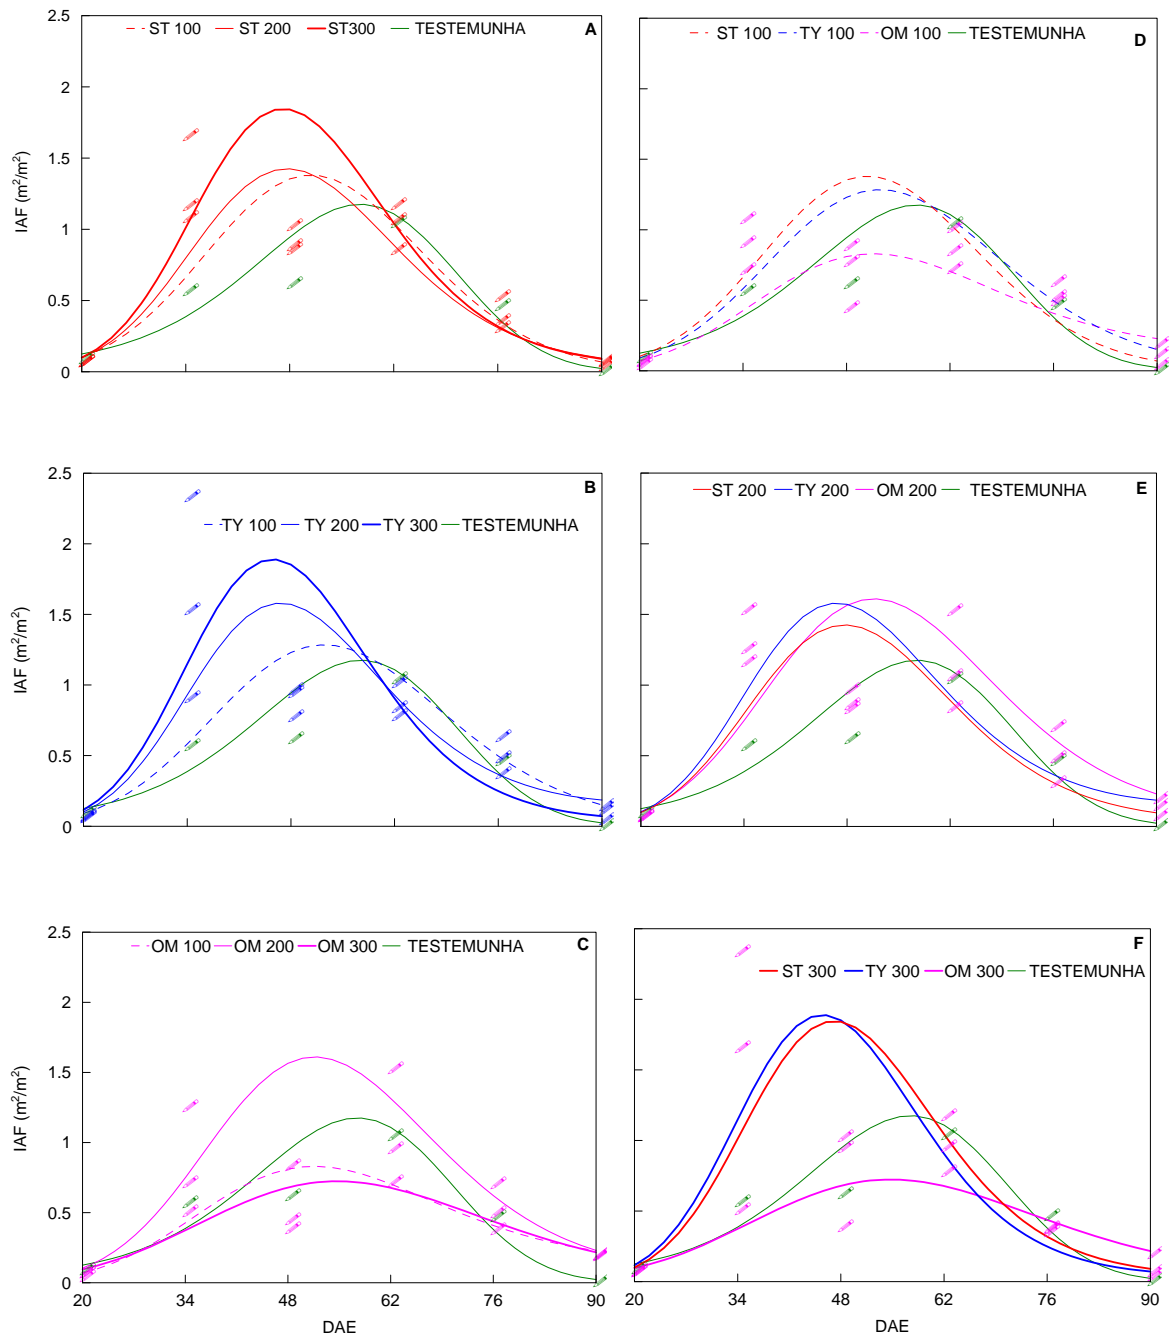 2.5
ST 100 ST 200 ST300 TESTEMUNHA A
2
1.5
1
0.5
0
IAF (m²/m²)
ST 100 TY 100 OM 100 TESTEMUNHA D
2.5
B
TY 100 TY 200 TY 300 TESTEMUNHA
2
1.5
1
0.5
0
IAF (m²/m²)
ST 200 TY 200 OM 200 TESTEMUNHA E
2.5
OM 100 OM 200 OM 300 TESTEMUNHA C
2
1.5
1
0.5
0
IAF (m²/m²)
20 34 48 62 76 90
DAE
F
ST 300 TY 300 OM 300 TESTEMUNHA
20 34 48 62 76 90
DAE